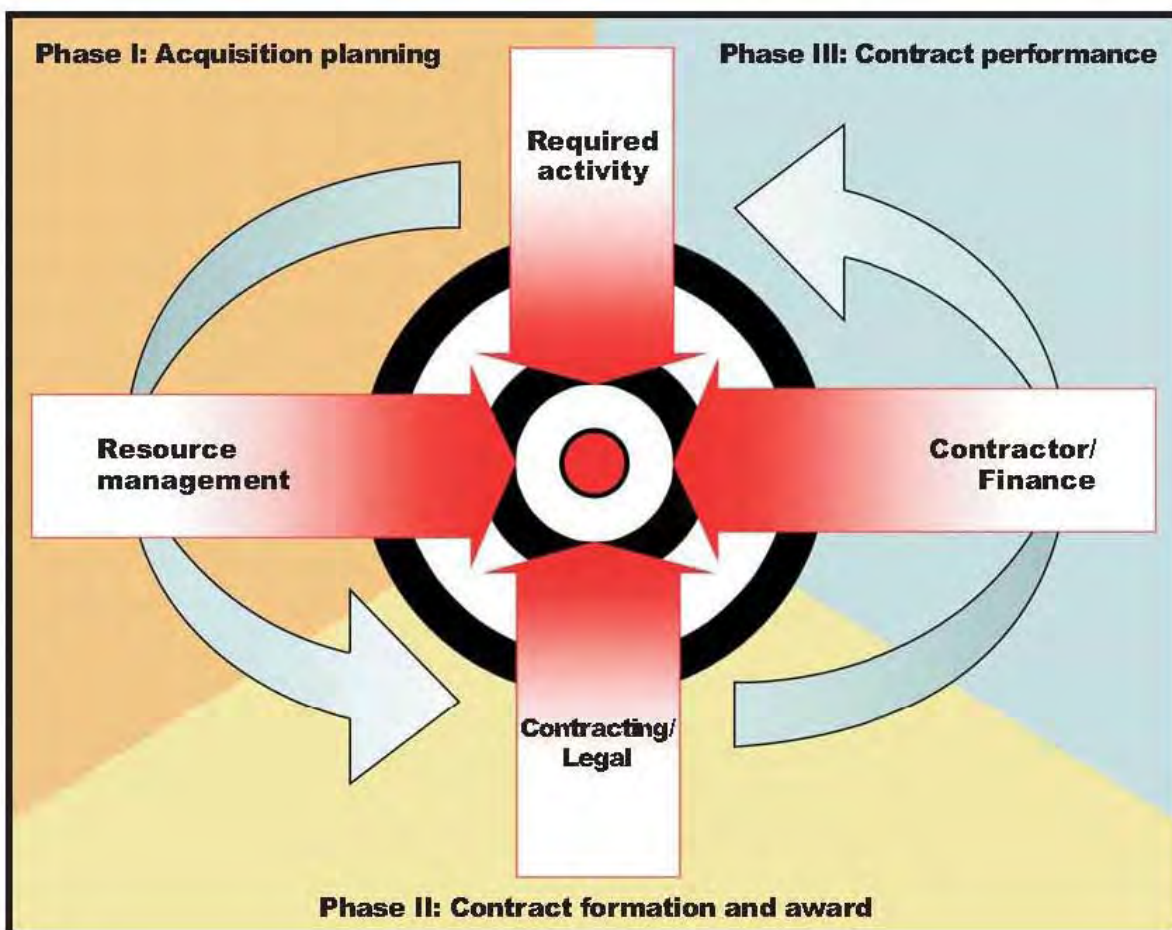 Phase I: Acquisition planning
Phase III: Contract performance
Required
activity
Resource
management
Contractor/
Finance
Contracting/
Legal
Phase II: Contract formation and award